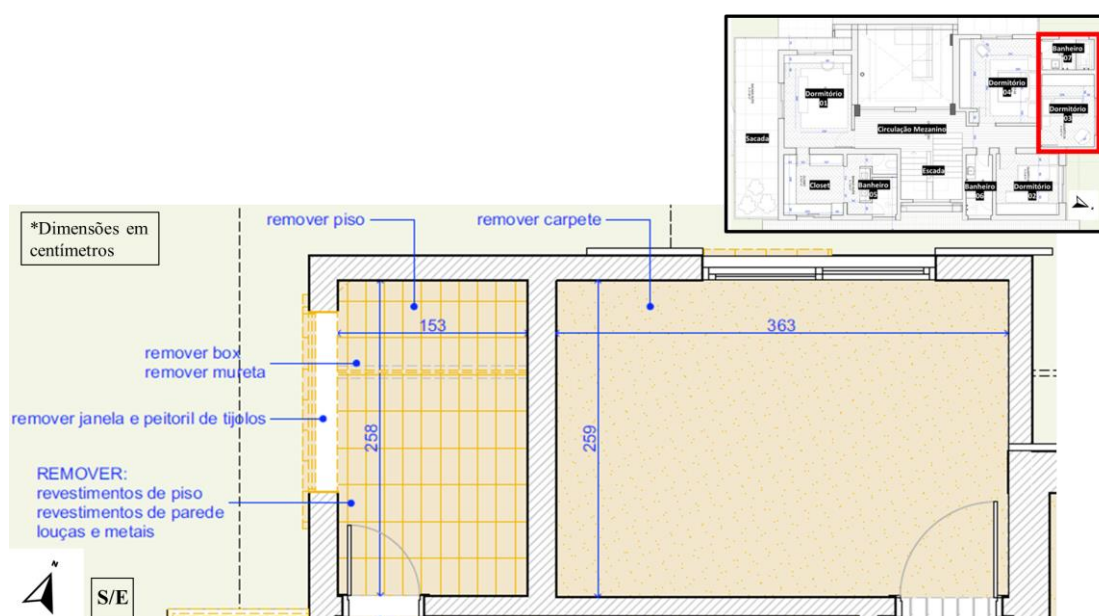 Banheiro
07
Dormitório
04
Dormitório
03
Dormitório
01
Circulação Mezanino
Sacada
Escada
Closet
Banheiro
05
Banheiro
06
Dormitório
02
*Dimensões em
centímetros
remover piso
remover carpete
153
363
remover box
remover mureta
remover janela e peitoril de tijolos
258
259
REMOVER:
revestimentos de piso
revestimentos de parede
louças e metais
N
S/E